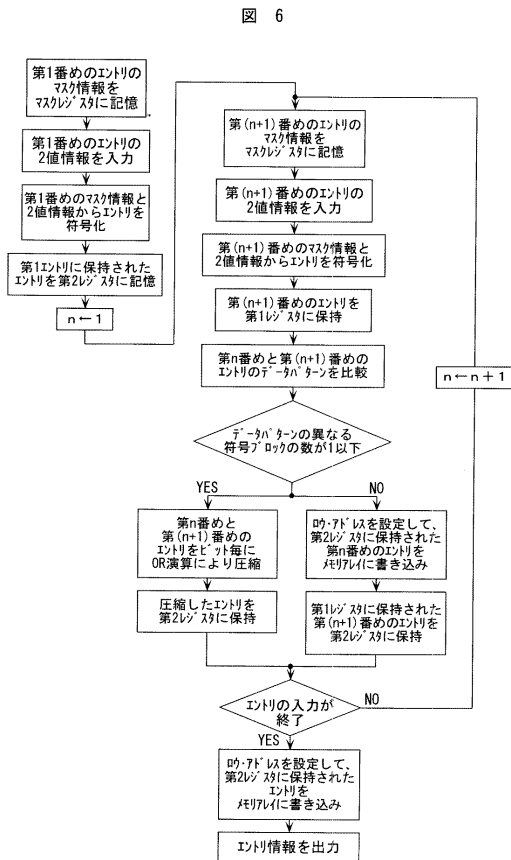 図 6
第1番めのエントリの
マスク情報を
マスクレジスタに記憶
第1番めのエントリの
2値情報を入力
第1番めのマスク情報と
2値情報からエントリを
符号化
第1エントリに保持された
エントリを第2レジスタに記憶
n←1
第(n+1)番めのエントリの
マスク情報を
マスクレジスタに記憶
第(n+1)番めのエントリの
2値情報を入力
第(n+1)番めのマスク情報と
2値情報からエントリを符号化
第(n+1)番めのエントリを
第1レジスタに保持
第n番めと第(n+1)番めの
エントリのデータパターンを比較
n←n+1
データパターンの異なる
符号ブロックの数が1以下
YES
NO
第n番めと
第(n+1)番めの
エントリをビット毎に
OR演算により圧縮
圧縮したエントリを
第2レジスタに保持
ロウ・アドレスを設定して、
第2レジスタに保持された
第n番めのエントリを
メモリアレイに書き込み
第1レジスタに保持された
第(n+1)番めのエントリを
第2レジスタに保持
エントリの入力が
終了
NO
YES
ロウ・アドレスを設定して、
第2レジスタに保持された
エントリを
メモリアレイに書き込み
エントリ情報を出力